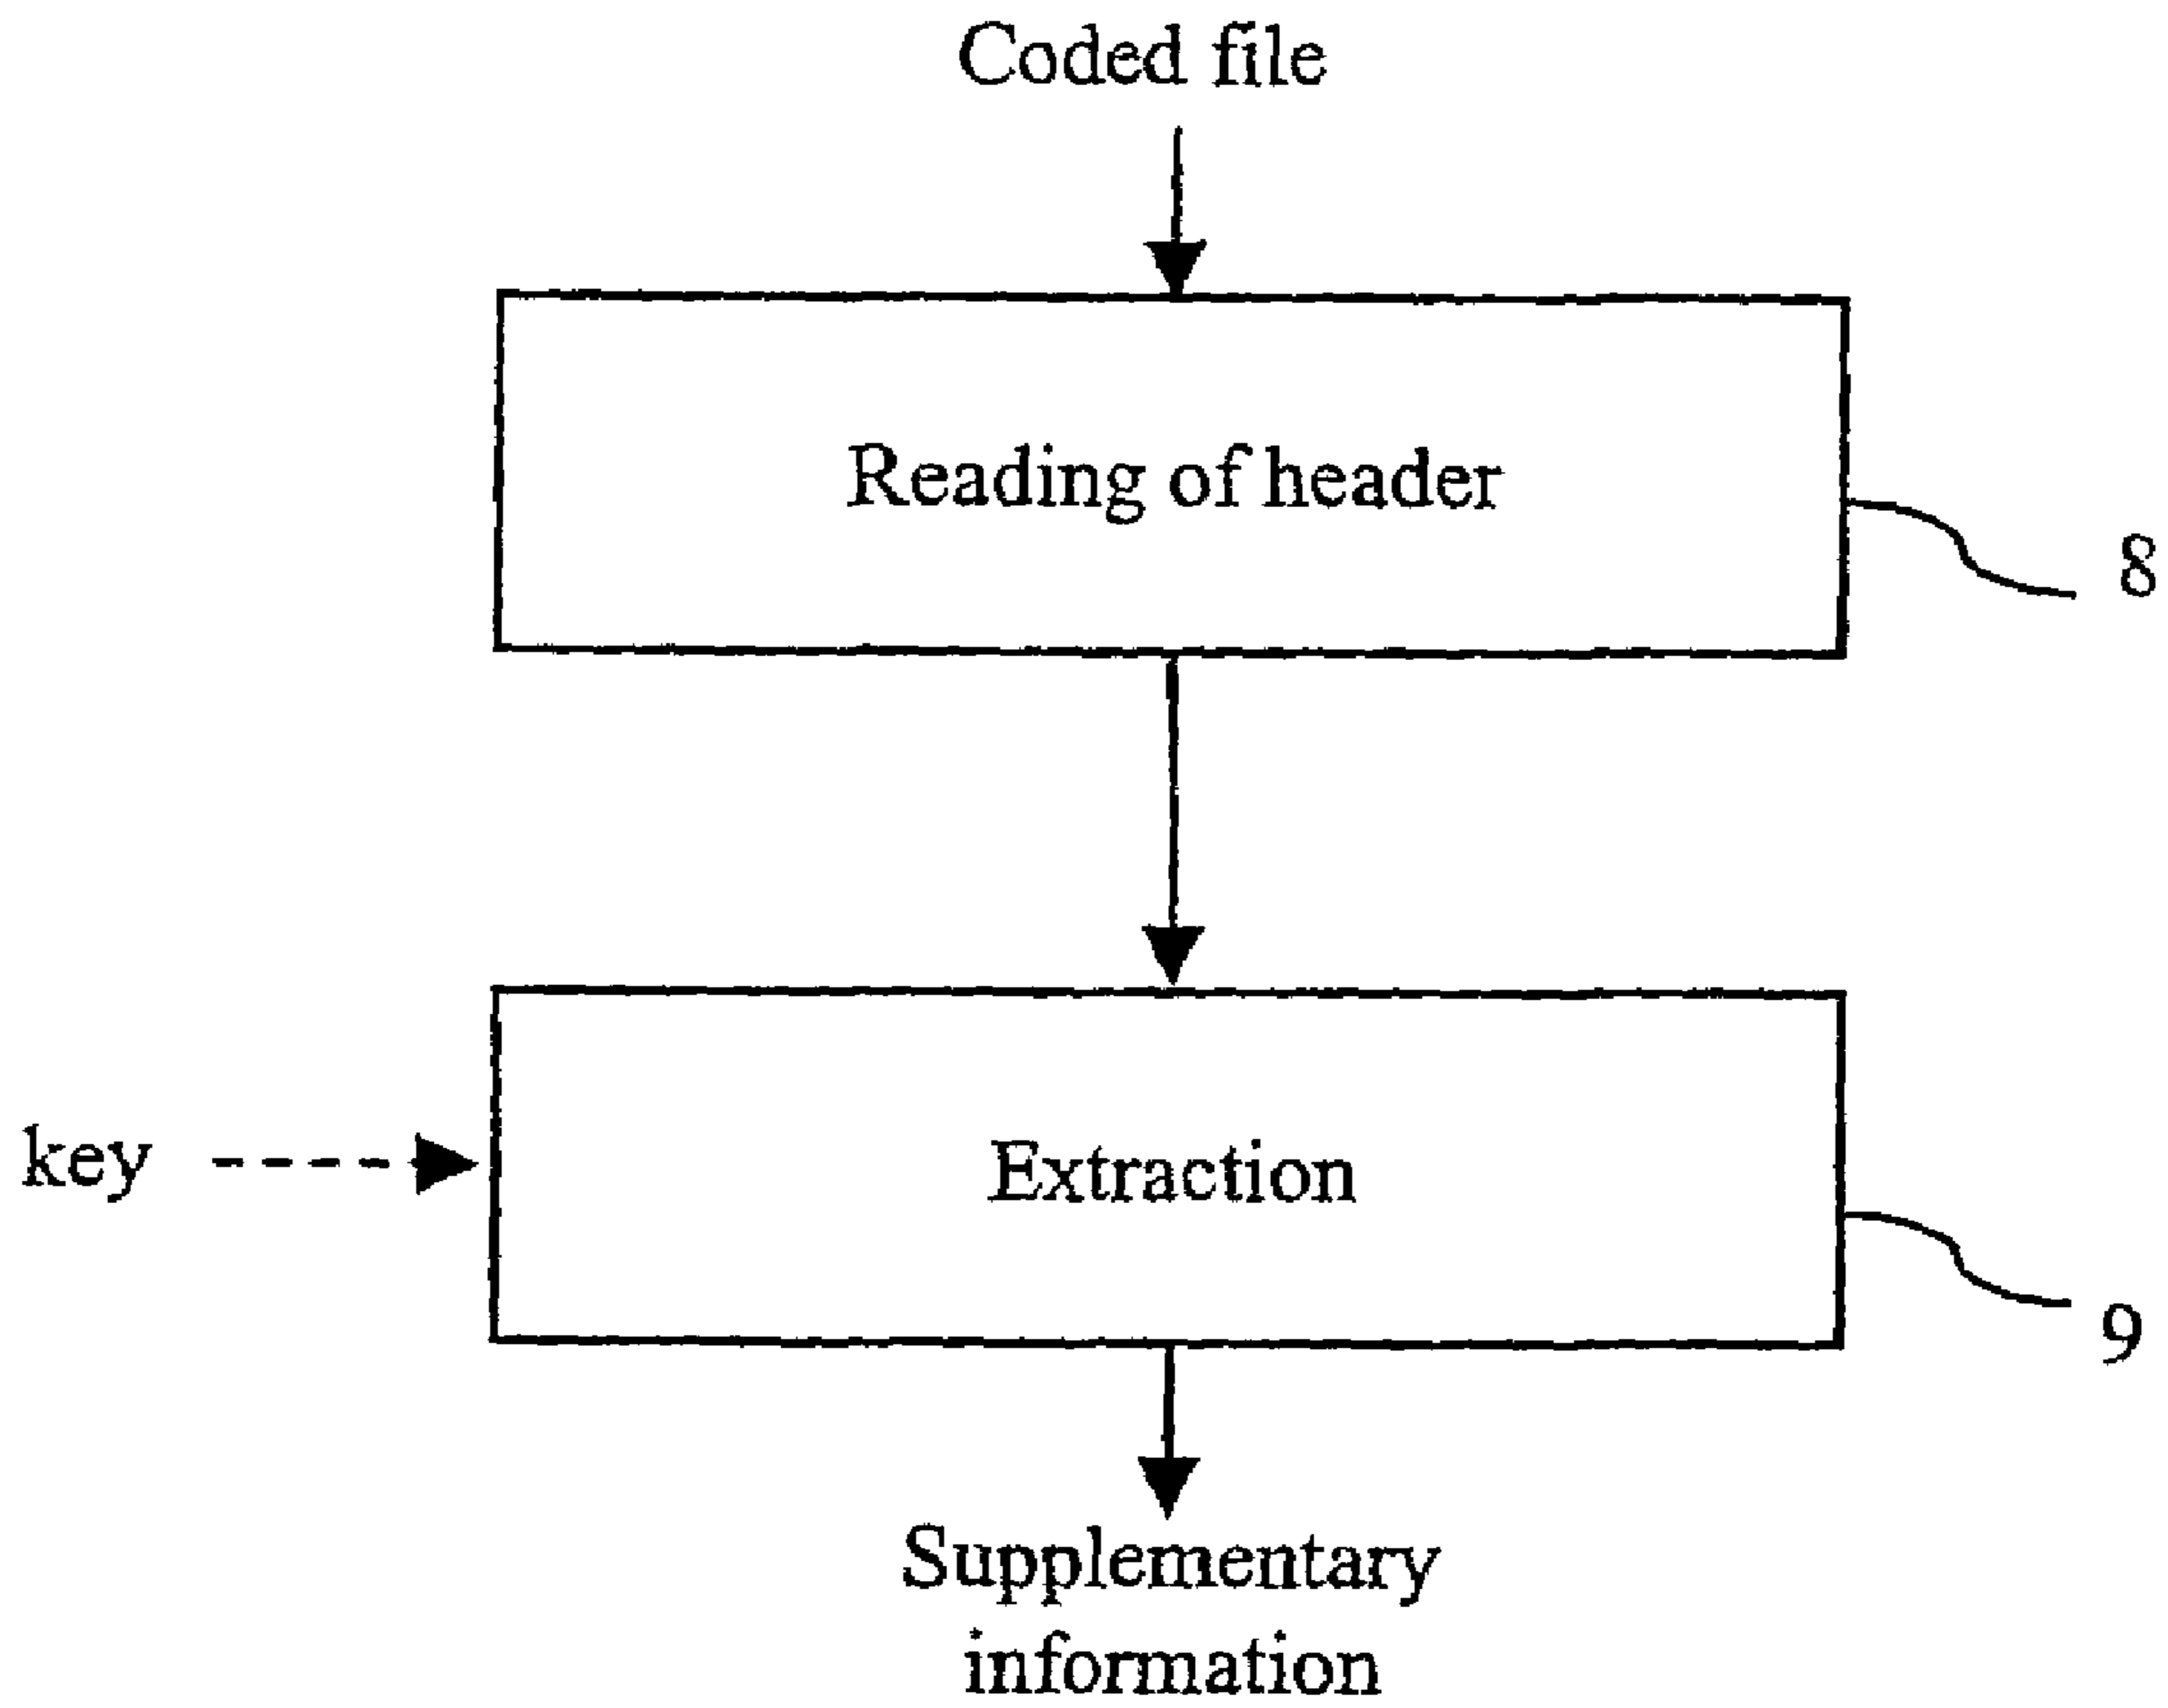 Coded file
Reading of header
8
key
Extraction
9
Supplementary
information